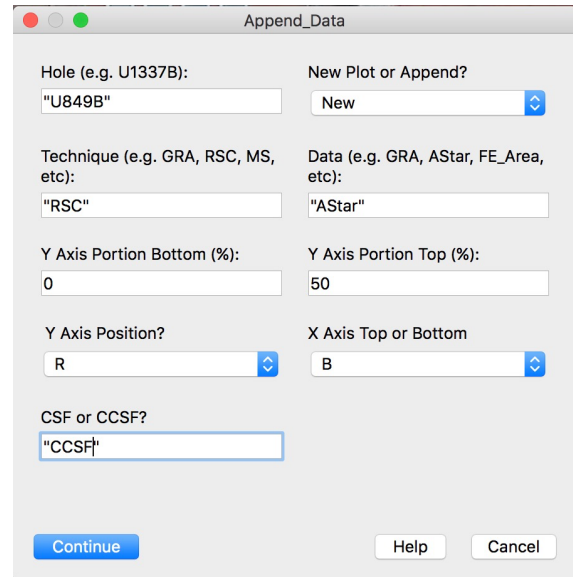 Append_Data
Hole (e.g. U1337B):
"U849B"
New Plot or Append?
New
Technique (e.g. GRA, RSC, MS,
etc):
"RSC"
Data (e.g. GRA, AStar, FE_Area,
etc):
"AStar"
Y Axis Portion Bottom (%):
0
Y Axis Portion Top (%):
50
Y Axis Position?
R
X Axis Top or Bottom
B
CSF or CCSF?
"CCSF"
Continue
Help
Cancel